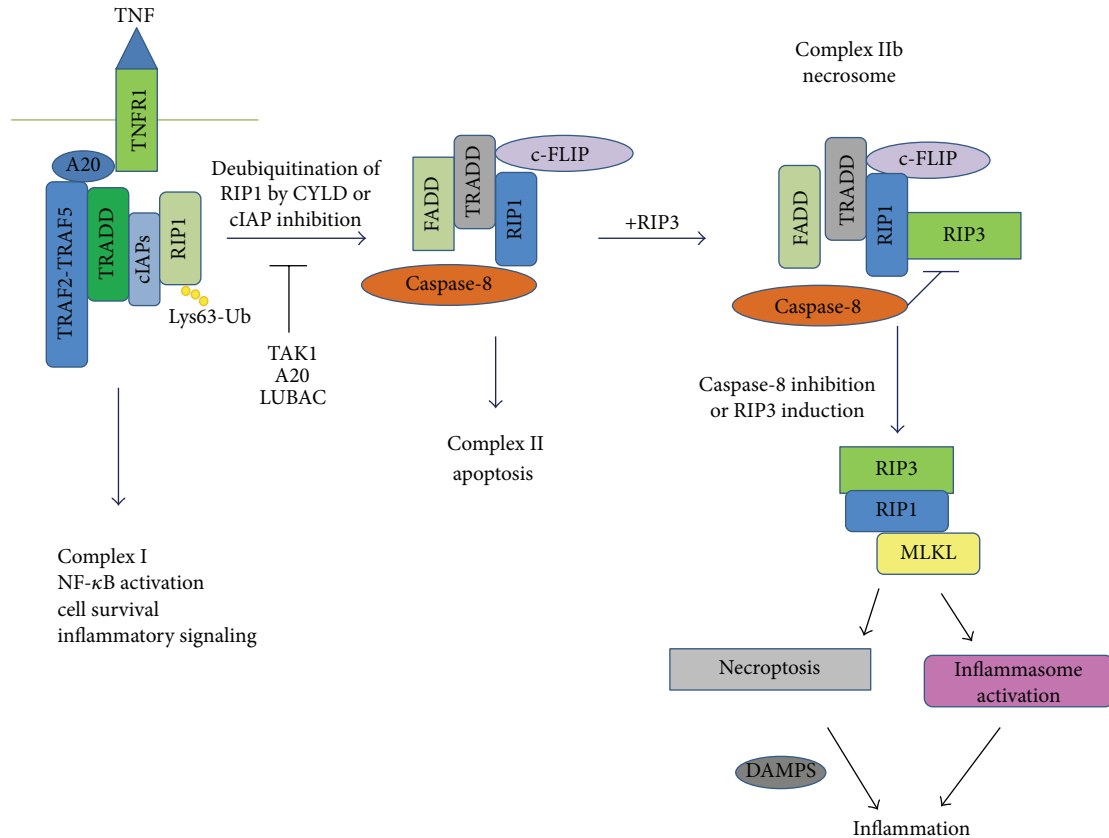 TNF
TNFR1
A20
TRAF2-TRAF5
TRADD
cIAPs
RIP1
Lys63-Ub
Deubiquitination of
RIP1 by CYLD or
cIAP inhibition
TAK1
A20
LUBAC
Complex I
NF-κB activation
cell survival
inflammatory signaling
FADD
TRADD
c-FLIP
RIP1
Caspase-8
Complex II
apoptosis
+RIP3
Complex IIb
necrosome
FADD
TRADD
c-FLIP
RIP1
RIP3
Caspase-8
Caspase-8 inhibition
or RIP3 induction
RIP3
RIP1
MLKL
Necroptosis
Inflammasome
activation
DAMPS
Inflammation